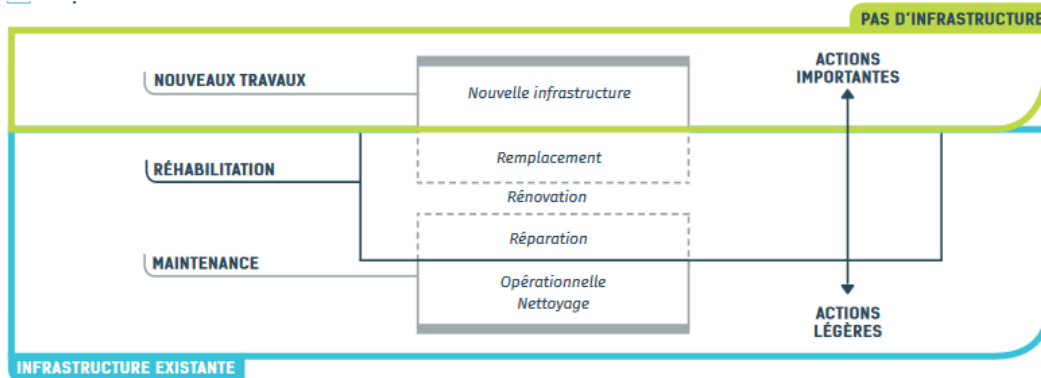 PAS D'INFRASTRUCTURE
NOUVEAUX TRAVAUX
Nouvelle infrastructure
ACTIONS
IMPORTANTES
RÉHABILITATION
Remplacement
Rénovation
Réparation
MAINTENANCE
Opérationnelle
Nettoyage
ACTIONS
LÉGÈRES
INFRASTRUCTURE EXISTANTE